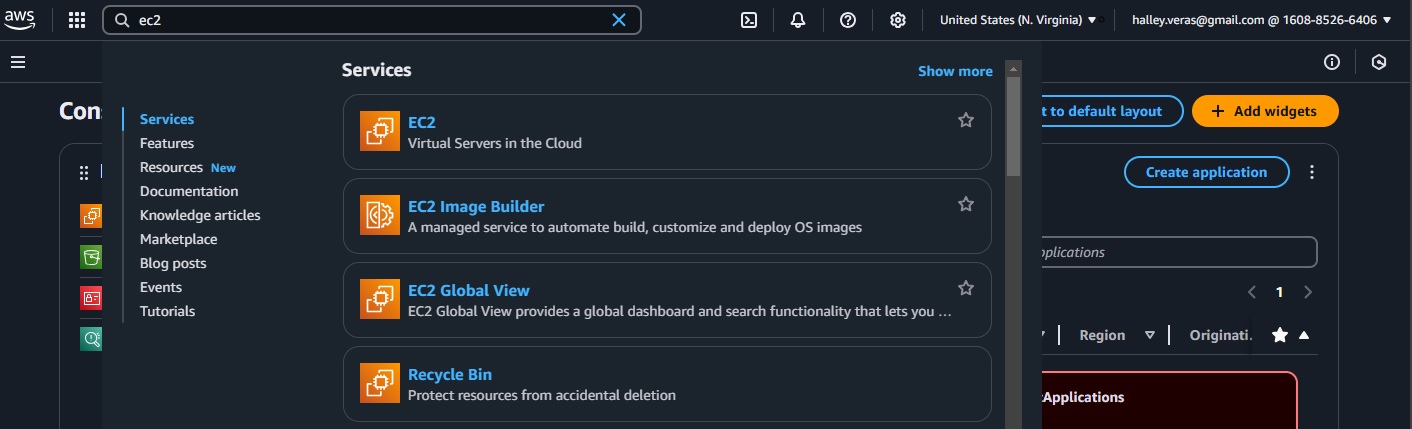 aws
ec2
United States (N. Virginia)
halley.veras@gmail.com @ 1608-8526-6406
Services
Show more
Services
Features
Resources New
Documentation
Knowledge articles
Marketplace
Blog posts
Events
Tutorials
EC2
Virtual Servers in the Cloud
EC2 Image Builder
A managed service to automate build, customize and deploy OS images
EC2 Global View
EC2 Global View provides a global dashboard and search functionality that lets you ...
Recycle Bin
Protect resources from accidental deletion
Cons
t to default layout
+ Add widgets
Create application
pplications
1
Region
Originati.
Applications